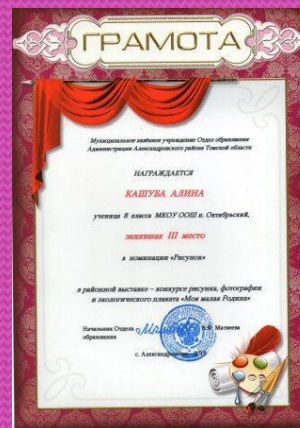 ГРАМОТА
Муниципальное казённое учреждение Отдел образования
Администрации Александровского района Томской области
НАГРАЖДАЕТСЯ
КАШУБА АЛИНА
ученица 8 класса МКОУ ООШ п. Октябрьский,
занявшая III место
в номинации «Рисунок»
в районной выставке – конкурсе рисунка, фотографии
и экологического плаката «Моя малая Родина»
Начальник Отдела А.Ф. Матвеева
образования
с. Александровское